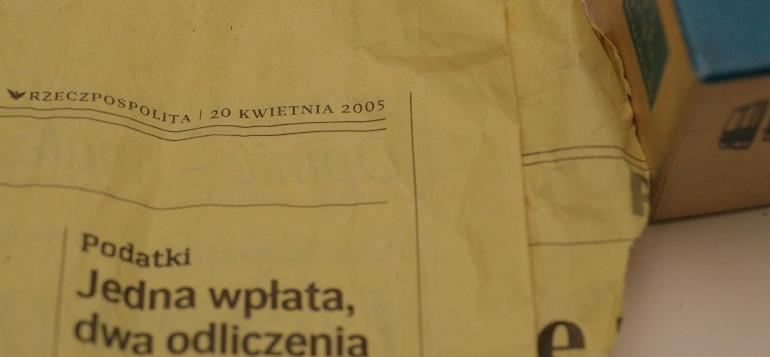 RZECZPOSPOLITA | 20 KWIETNIA 2005
Podatki
Jedna wpłata,
dwa odliczenia
e